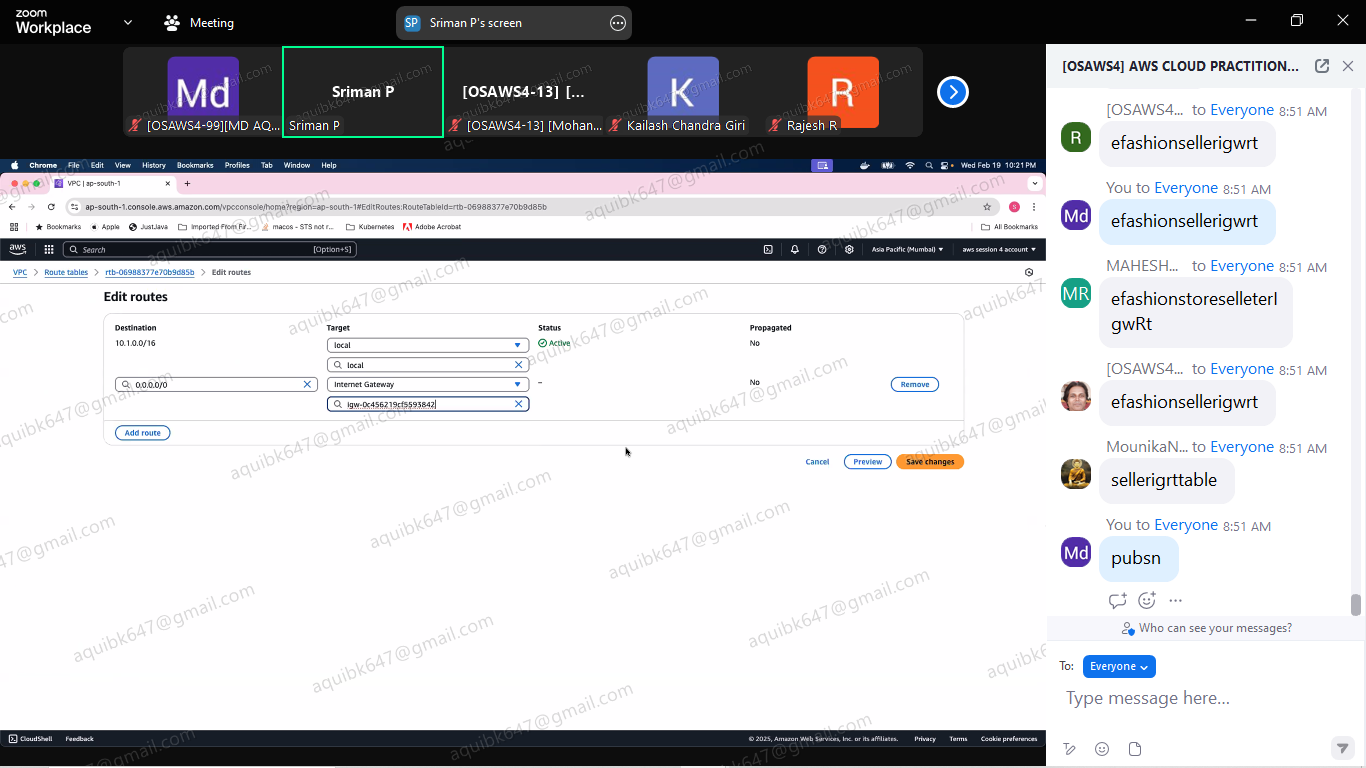 zoom
Workplace
Meeting
SP
Sriman P's screen
Md
[OSAWS4-99][MD AQ...
Sriman P
Sriman P
[OSAWS4-13] [...
[OSAWS4-13] [Mohan...
K
Kailash Chandra Giri
R
Rajesh R
Chrome File Edit View History Bookmarks Profiles Tab Window Help
Wed Feb 19 10:21 PM
VPC | ap-south-1
ap-south-1.console.aws.amazon.com/vpcconsole/home?region=ap-south-1#EditRoutes:RouteTableId=rtb-06988377e70b9d85b
S
Bookmarks Apple JustJava Imported From Fir... macos - STS not r... Kubernetes Adobe Acrobat All Bookmarks
aws
Search [Option+S]
Asia Pacific (Mumbai)
aws session 4 account
VPC > Route tables > rtb-06988377e70b9d85b > Edit routes
Edit routes
Destination Target Status Propagated
10.1.0.0/16 local Active No
local
0.0.0.0/0 Internet Gateway – No Remove
igw-0c456219cf5593842
Add route
Cancel Preview Save changes
CloudShell Feedback
© 2025, Amazon Web Services, Inc. or its affiliates. Privacy Terms Cookie preferences
aquibk647@gmail.com
[OSAWS4] AWS CLOUD PRACTITION...
[OSAWS4... to Everyone 8:51 AM
R
efashionsellerigwrt
You to Everyone 8:51 AM
Md
efashionsellerigwrt
MAHESH... to Everyone 8:51 AM
MR
efashionstoreselleterI
gwRt
[OSAWS4... to Everyone 8:51 AM
efashionsellerigwrt
MounikaN... to Everyone 8:51 AM
sellerigrttable
You to Everyone 8:51 AM
Md
pubsn
Who can see your messages?
To: Everyone
Type message here...